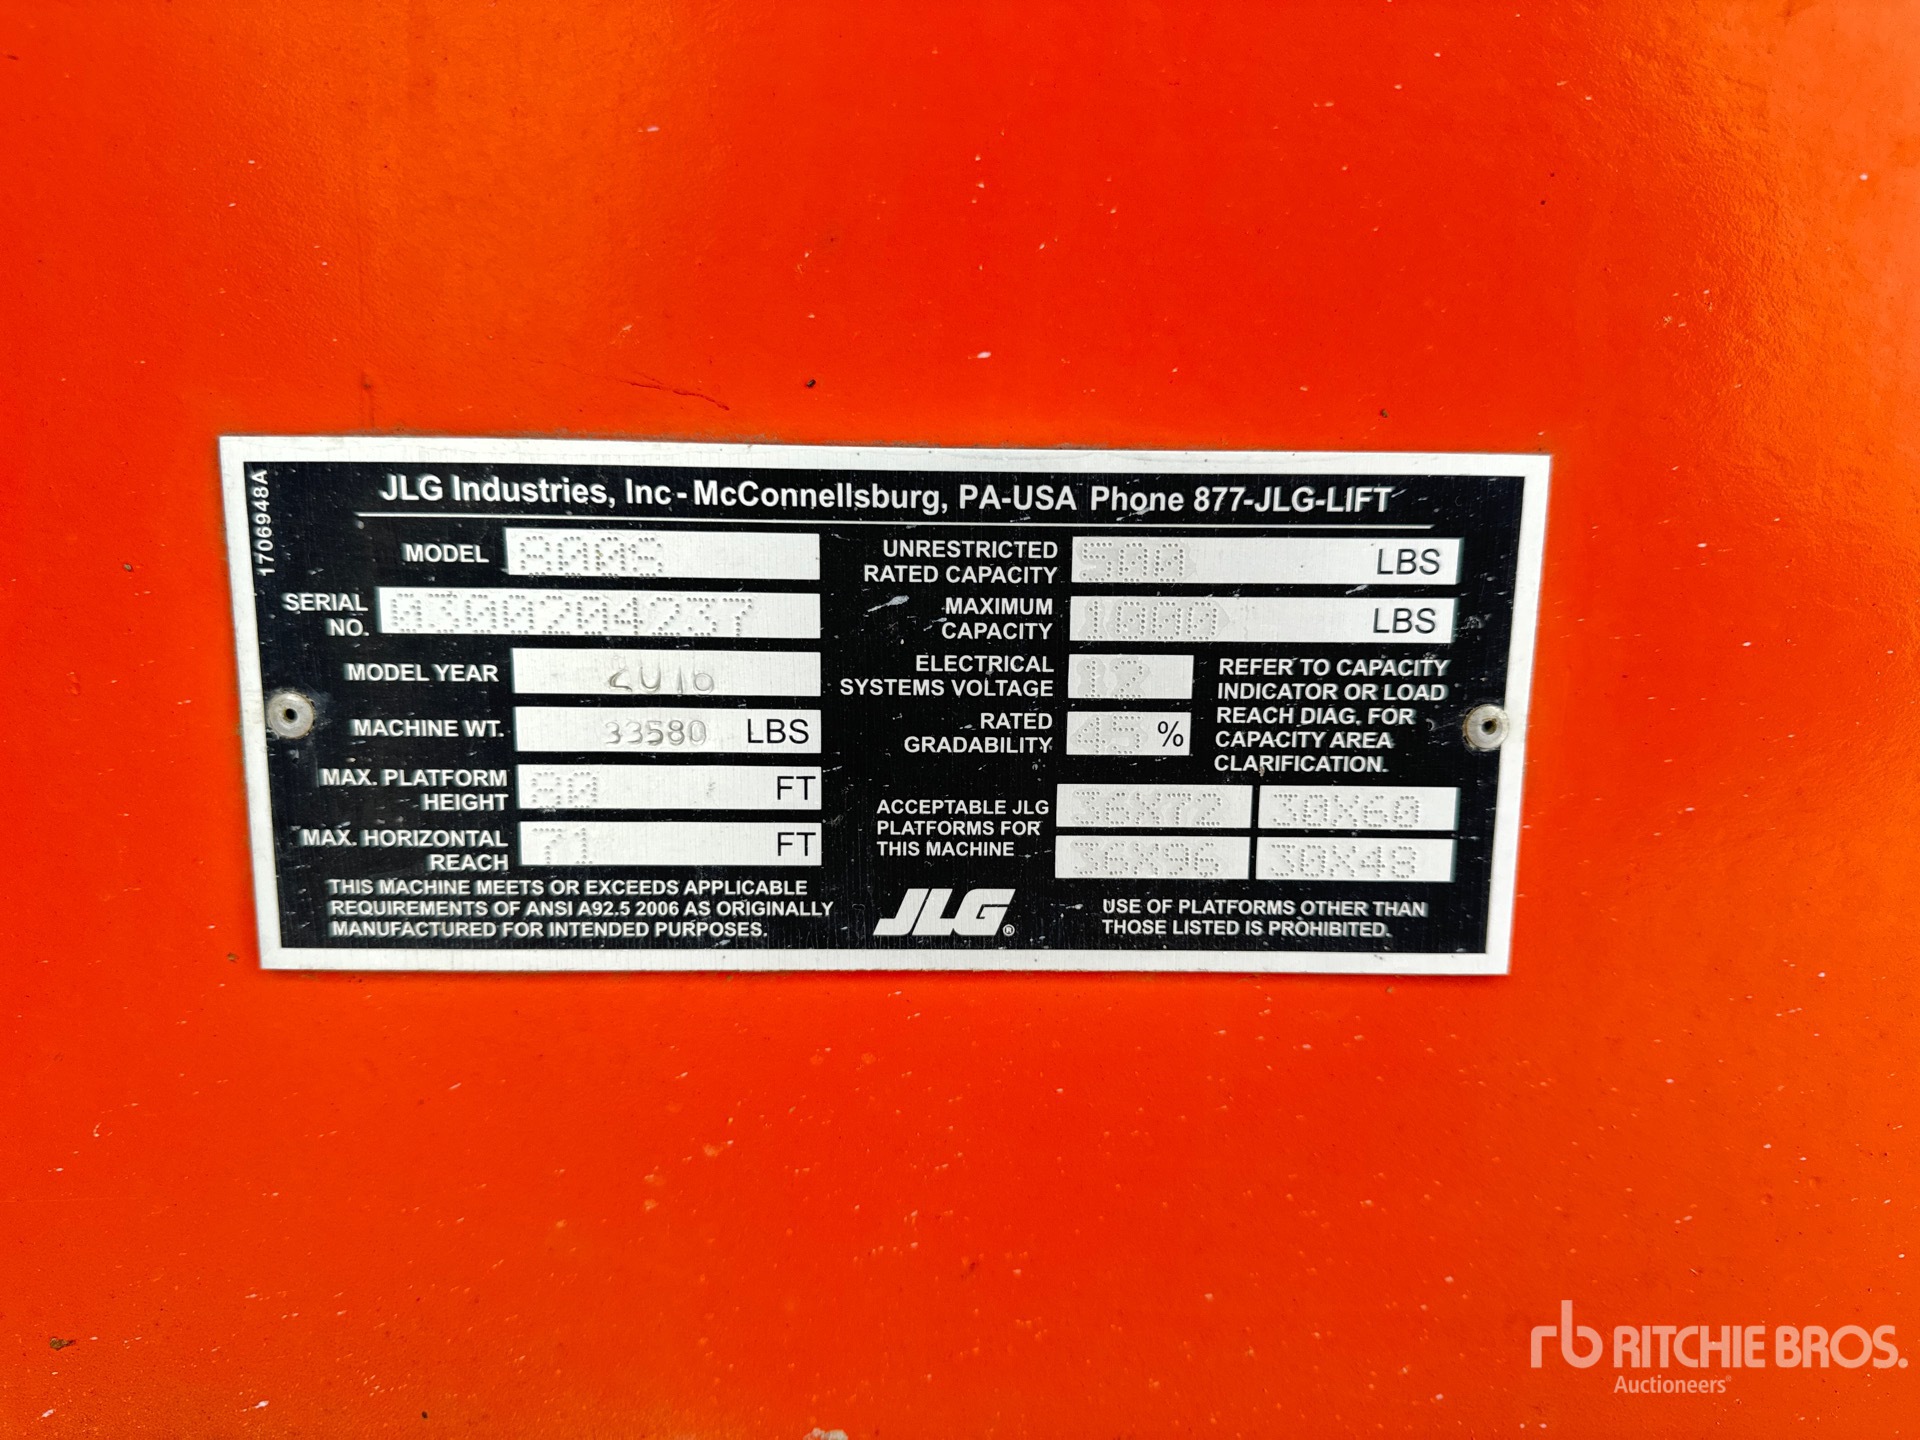 1706948A
JLG Industries, Inc - McConnellsburg, PA-USA Phone 877-JLG-LIFT
MODEL 800S
SERIAL NO. 0300204237
MODEL YEAR 2016
MACHINE WT. 33580 LBS
MAX. PLATFORM HEIGHT 80 FT
MAX. HORIZONTAL REACH 71 FT
THIS MACHINE MEETS OR EXCEEDS APPLICABLE
REQUIREMENTS OF ANSI A92.5 2006 AS ORIGINALLY
MANUFACTURED FOR INTENDED PURPOSES.
UNRESTRICTED
RATED CAPACITY 500 LBS
MAXIMUM
CAPACITY 1000 LBS
ELECTRICAL
SYSTEMS VOLTAGE 12
RATED
GRADABILITY 45 %
REFER TO CAPACITY
INDICATOR OR LOAD
REACH DIAG. FOR
CAPACITY AREA
CLARIFICATION.
ACCEPTABLE JLG
PLATFORMS FOR
THIS MACHINE
36X72 30X60
36X96 30X48
JLG®
USE OF PLATFORMS OTHER THAN
THOSE LISTED IS PROHIBITED.
rb RITCHIE BROS.
Auctioneers®